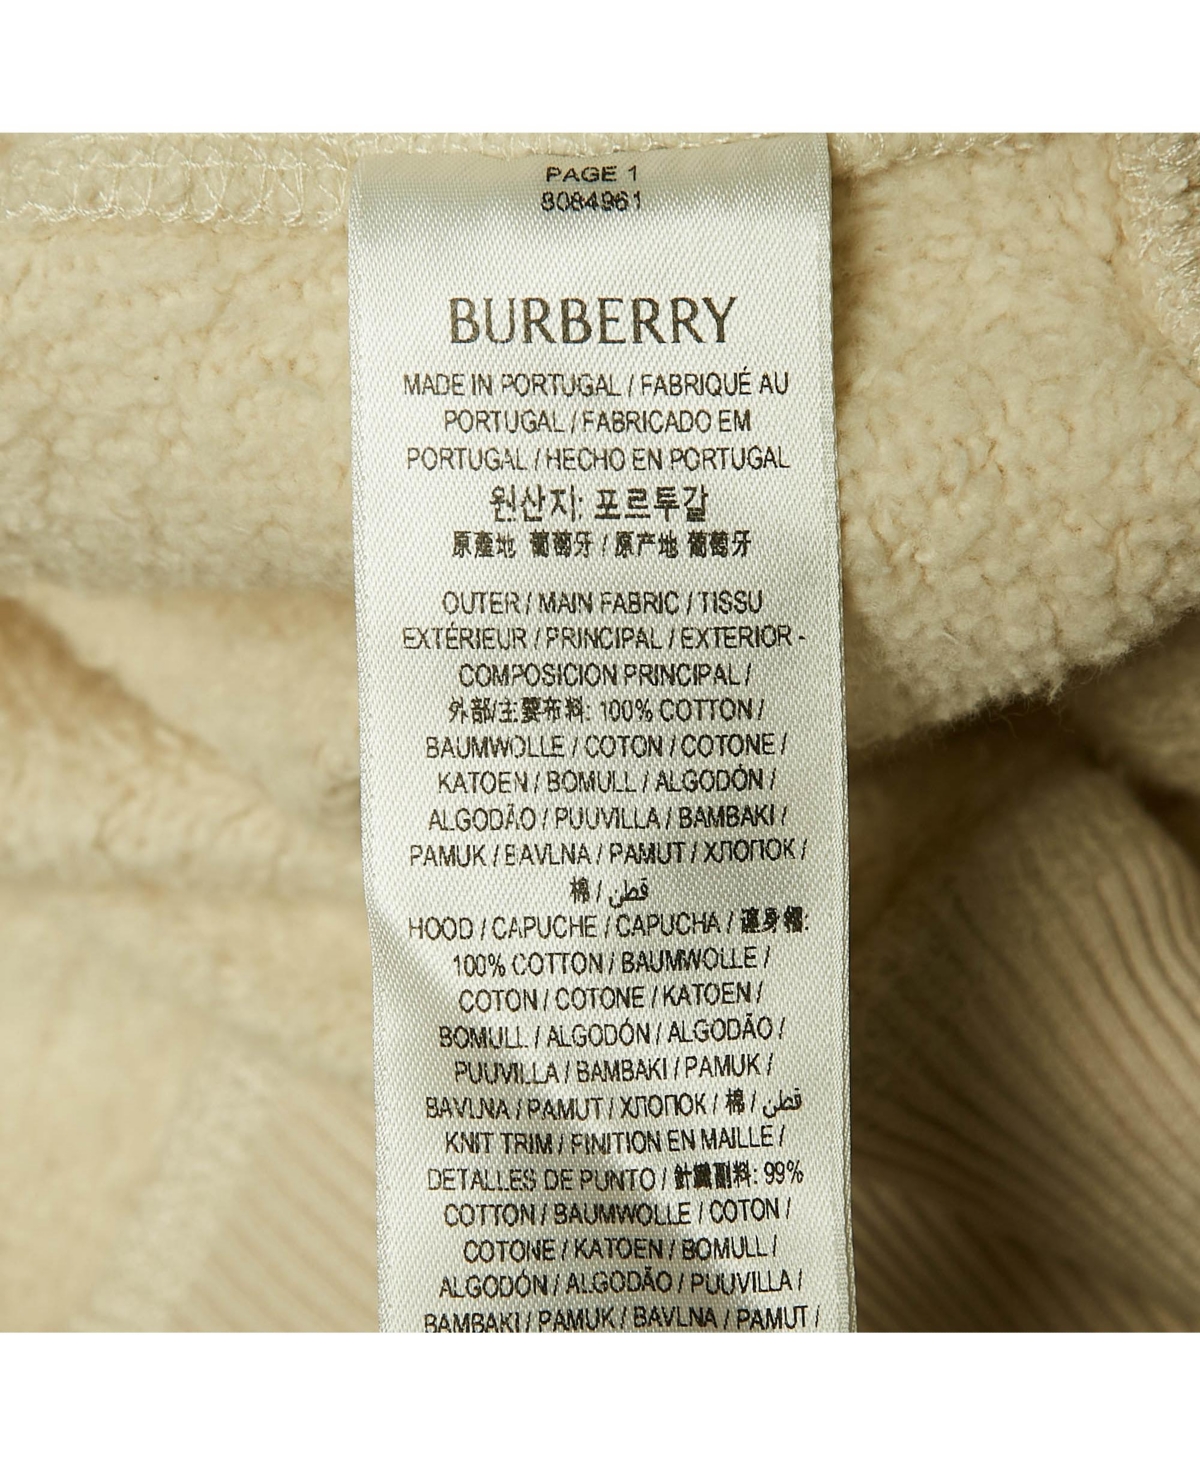 PAGE 1
8084961
BURBERRY
MADE IN PORTUGAL / FABRIQUÉ AU
PORTUGAL / FABRICADO EM
PORTUGAL / HECHO EN PORTUGAL
원산지: 포르투갈
原產地 葡萄牙 / 原产地 葡萄牙
OUTER / MAIN FABRIC / TISSU
EXTÉRIEUR / PRINCIPAL / EXTERIOR -
COMPOSICION PRINCIPAL /
外部/主要布料: 100% COTTON /
BAUMWOLLE / COTON / COTONE /
KATOEN / BOMULL / ALGODÓN /
ALGODÃO / PUUVILLA / BAMBAKI /
PAMUK / BAVLNA / PAMUT / ХЛОПОК /
棉 / قطن
HOOD / CAPUCHE / CAPUCHA / 連身帽:
100% COTTON / BAUMWOLLE /
COTON / COTONE / KATOEN /
BOMULL / ALGODÓN / ALGODÃO /
PUUVILLA / BAMBAKI / PAMUK /
BAVLNA / PAMUT / ХЛОПОК / 棉 / قطن
KNIT TRIM / FINITION EN MAILLE /
DETALLES DE PUNTO / 針織副料: 99%
COTTON / BAUMWOLLE / COTON /
COTONE / KATOEN / BOMULL /
ALGODÓN / ALGODÃO / PUUVILLA /
BAMBAKI / PAMUK / BAVLNA / PAMUT /